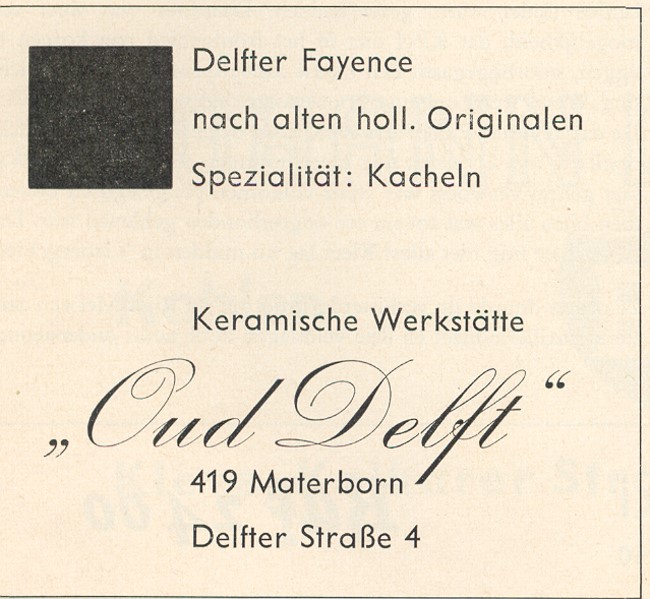 Delfter Fayence
nach alten holl. Originalen
Spezialität: Kacheln
Keramische Werkstätte
„Oud Delft“
419 Materborn
Delfter Straße 4